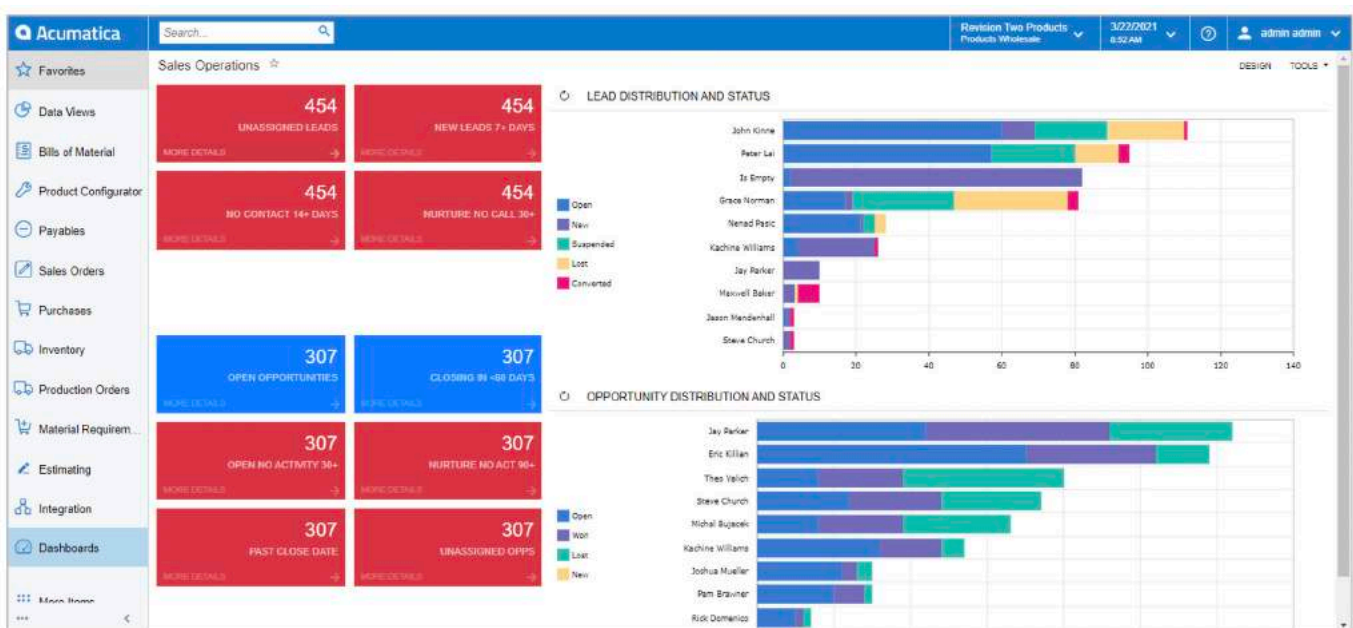 Acumatica
Search...
Revision Two Products
Products Wholesale
3/22/2021
8:52 AM
admin admin
Favorites
Data Views
Bills of Material
Product Configurator
Payables
Sales Orders
Purchases
Inventory
Production Orders
Material Requirem...
Estimating
Integration
Dashboards
More Items
Sales Operations
DESIGN TOOLS
454
UNASSIGNED LEADS
MORE DETAILS
454
NEW LEADS 7+ DAYS
MORE DETAILS
454
NO CONTACT 14+ DAYS
MORE DETAILS
454
NURTURE NO CALL 30+
MORE DETAILS
307
OPEN OPPORTUNITIES
MORE DETAILS
307
CLOSING IN <60 DAYS
MORE DETAILS
307
OPEN NO ACTIVITY 30+
MORE DETAILS
307
NURTURE NO ACT 90+
MORE DETAILS
307
PAST CLOSE DATE
MORE DETAILS
307
UNASSIGNED OPPS
MORE DETAILS
LEAD DISTRIBUTION AND STATUS
Open
New
Suspended
Lost
Converted
John Kinne
Peter Lai
Is Empty
Grace Norman
Nenad Pasic
Kachina Williams
Jay Parker
Maxwell Baker
Jason Mendenhall
Steve Church
0 20 40 60 80 100 120 140
OPPORTUNITY DISTRIBUTION AND STATUS
Open
Won
Lost
New
Jay Parker
Eric Killian
Theo Yalich
Steve Church
Michal Bujacek
Kachina Williams
Joshua Mueller
Pam Brawner
Rick Domenico